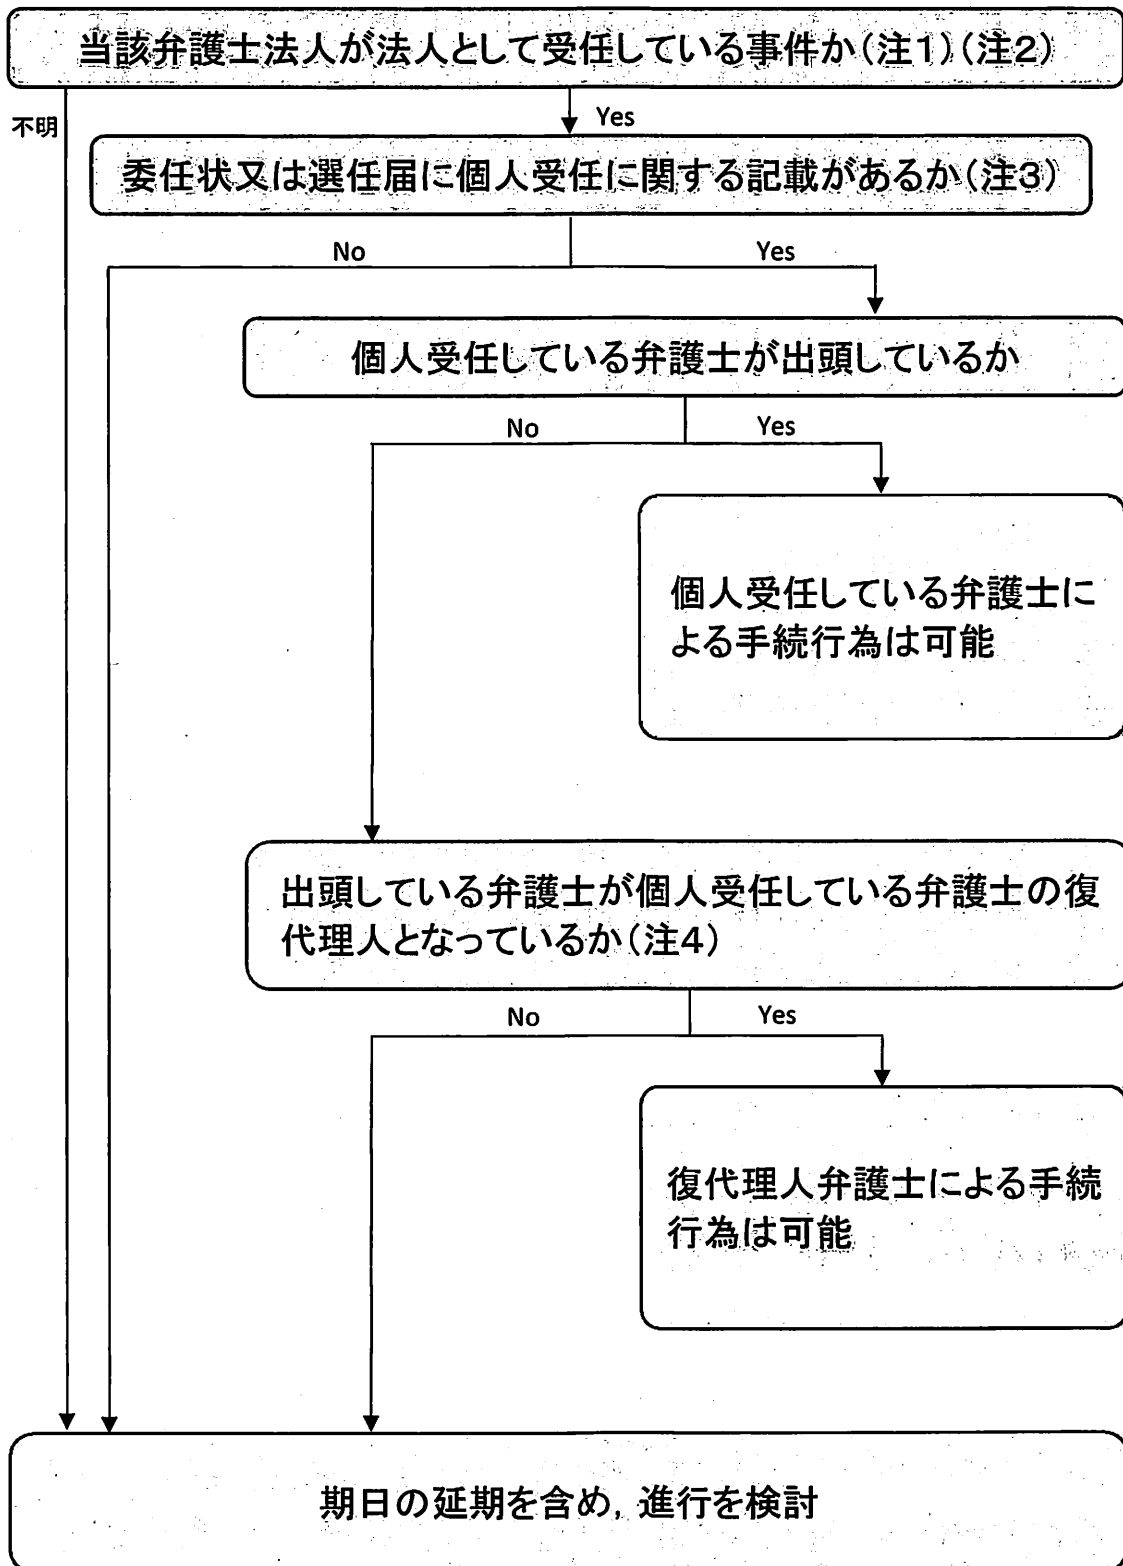 当該弁護士法人が法人として受任している事件か(注1)(注2)
不明
Yes
委任状又は選任届に個人受任に関する記載があるか(注3)
No
Yes
個人受任している弁護士が出頭しているか
No
Yes
個人受任している弁護士に
よる手続行為は可能
出頭している弁護士が個人受任している弁護士の復
代理人となっているか(注4)
No
Yes
復代理人弁護士による手続
行為は可能
期日の延期を含め,進行を検討